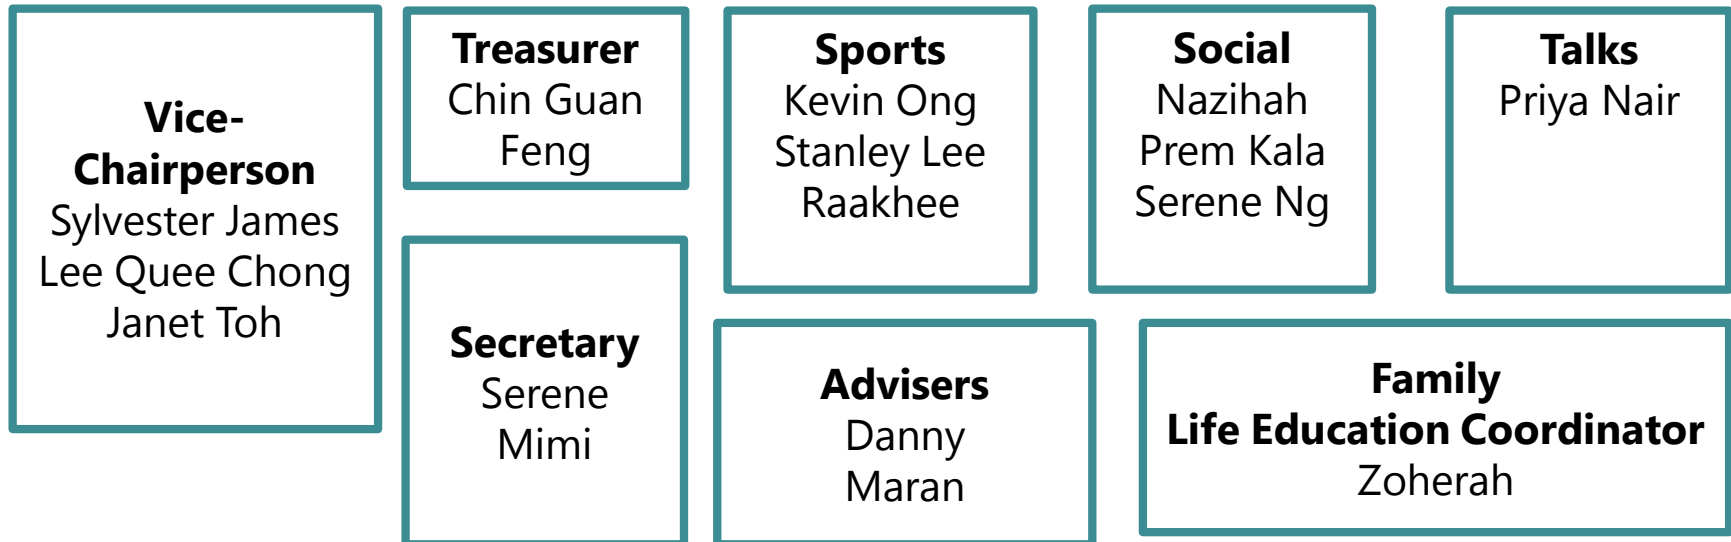 Vice-
Chairperson
Sylvester James
Lee Quee Chong
Janet Toh
Treasurer
Chin Guan
Feng
Secretary
Serene
Mimi
Sports
Kevin Ong
Stanley Lee
Raakhee
Social
Nazihah
Prem Kala
Serene Ng
Talks
Priya Nair
Advisers
Danny
Maran
Family
Life Education Coordinator
Zoherah